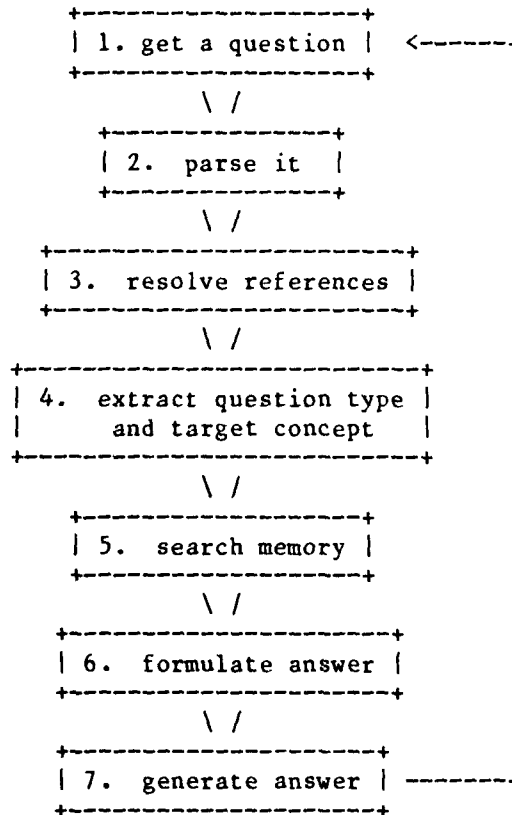 1. get a question
2. parse it
3. resolve references
4. extract question type
and target concept
5. search memory
6. formulate answer
7. generate answer